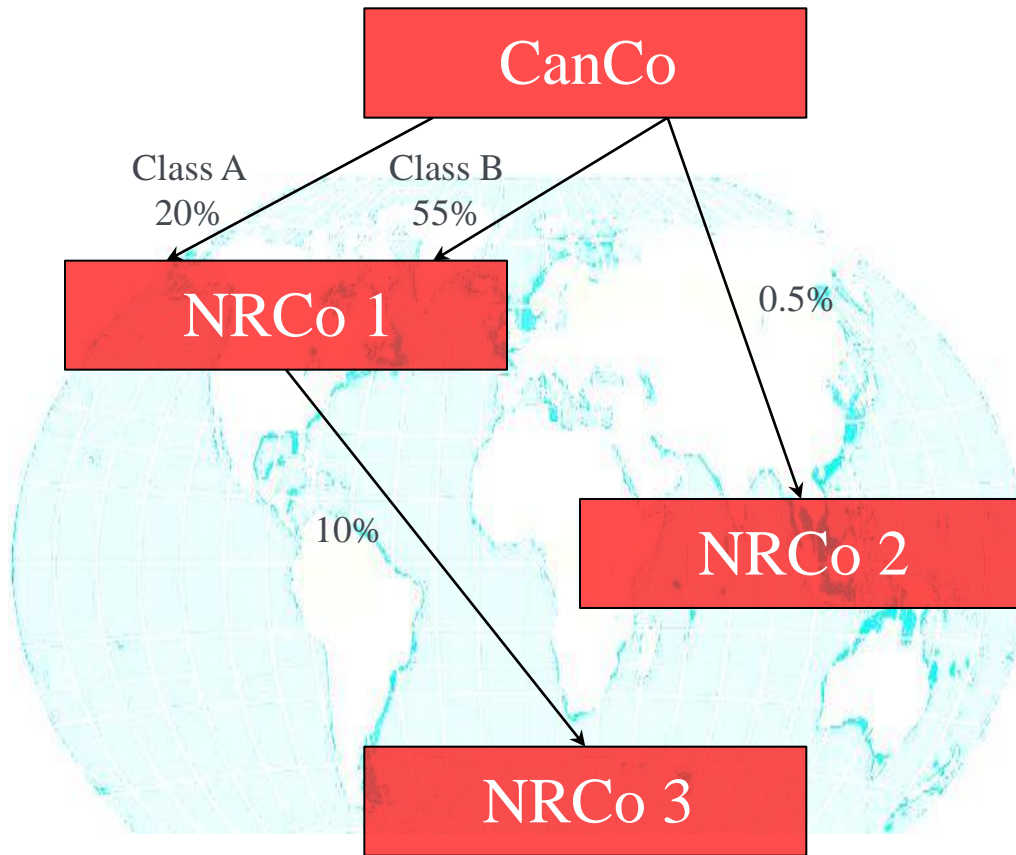 CanCo
Class A
20%
Class B
55%
0.5%
NRCo 1
10%
NRCo 2
NRCo 3